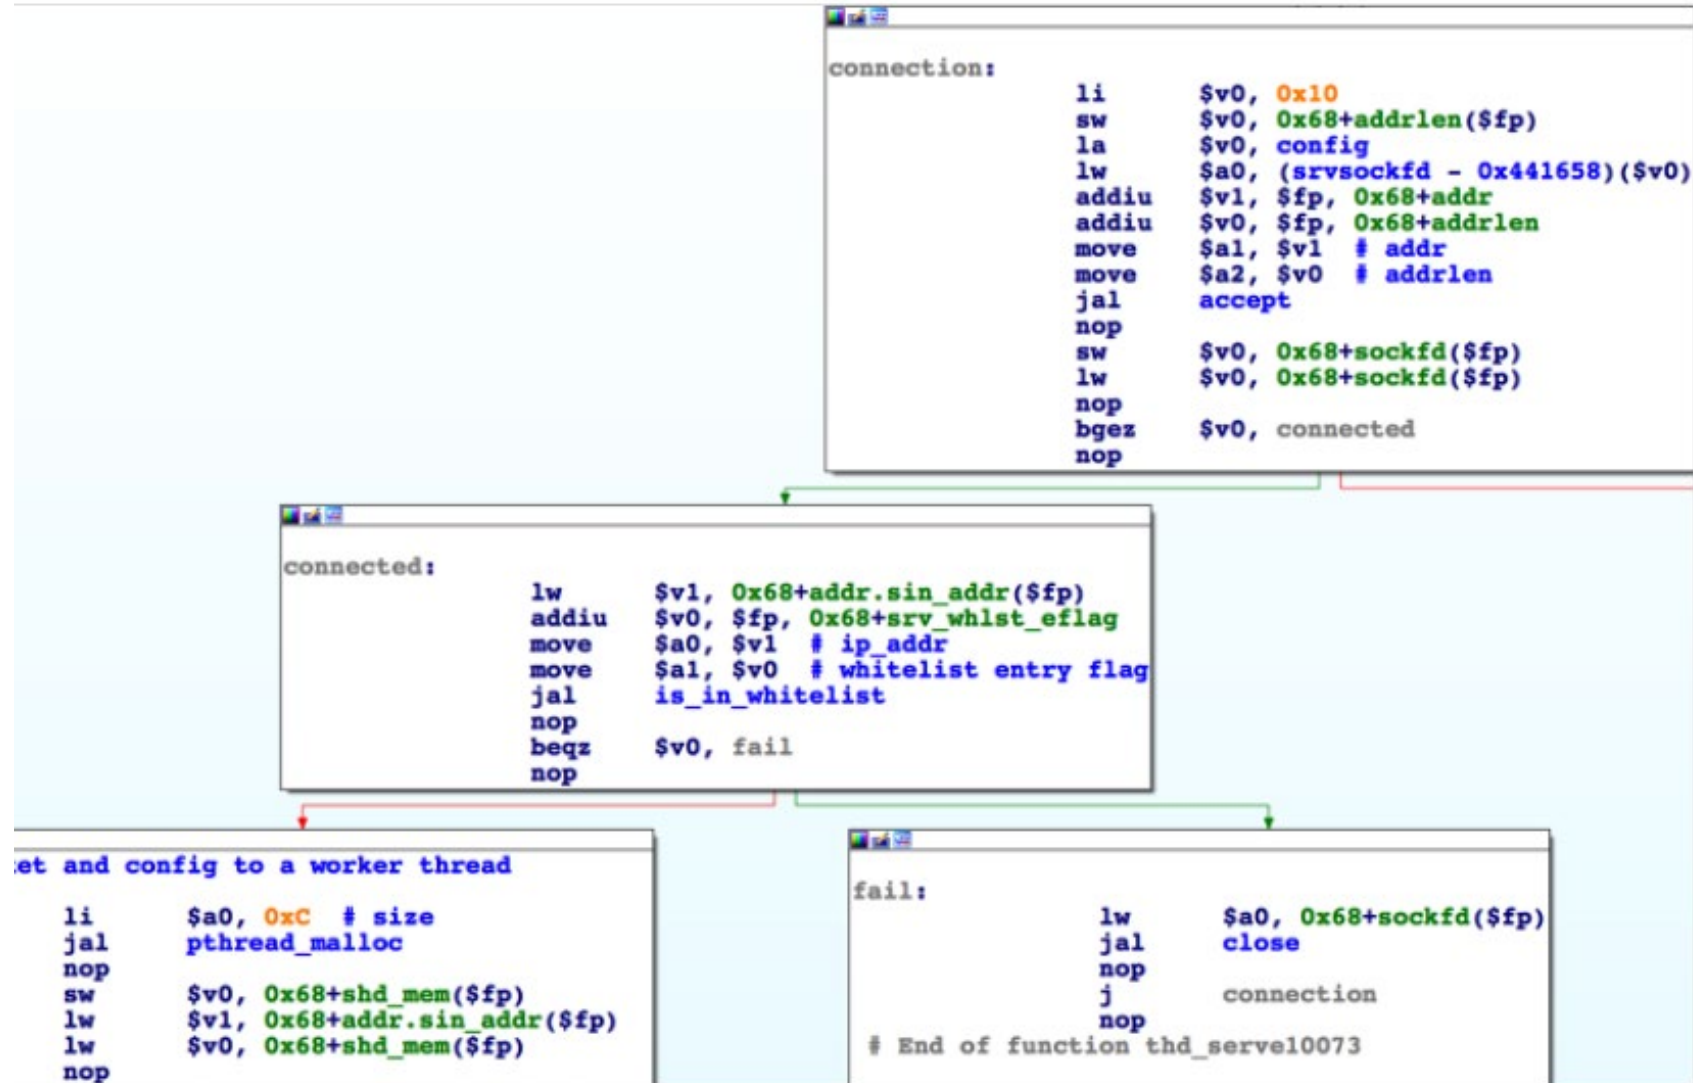 connection:
li $v0, 0x10
sw $v0, 0x68+addrlen($fp)
la $v0, config
lw $a0, (srvsockfd - 0x441658)($v0)
addiu $v1, $fp, 0x68+addr
addiu $v0, $fp, 0x68+addrlen
move $a1, $v1 # addr
move $a2, $v0 # addrlen
jal accept
nop
sw $v0, 0x68+sockfd($fp)
lw $v0, 0x68+sockfd($fp)
nop
bgez $v0, connected
nop
connected:
lw $v1, 0x68+addr.sin_addr($fp)
addiu $v0, $fp, 0x68+srv_whlst_eflag
move $a0, $v1 # ip_addr
move $a1, $v0 # whitelist entry flag
jal is_in_whitelist
nop
beqz $v0, fail
nop
et and config to a worker thread
li $a0, 0xC # size
jal pthread_malloc
nop
sw $v0, 0x68+shd_mem($fp)
lw $v1, 0x68+addr.sin_addr($fp)
lw $v0, 0x68+shd_mem($fp)
nop
fail:
lw $a0, 0x68+sockfd($fp)
jal close
nop
j connection
nop
# End of function thd_serve10073